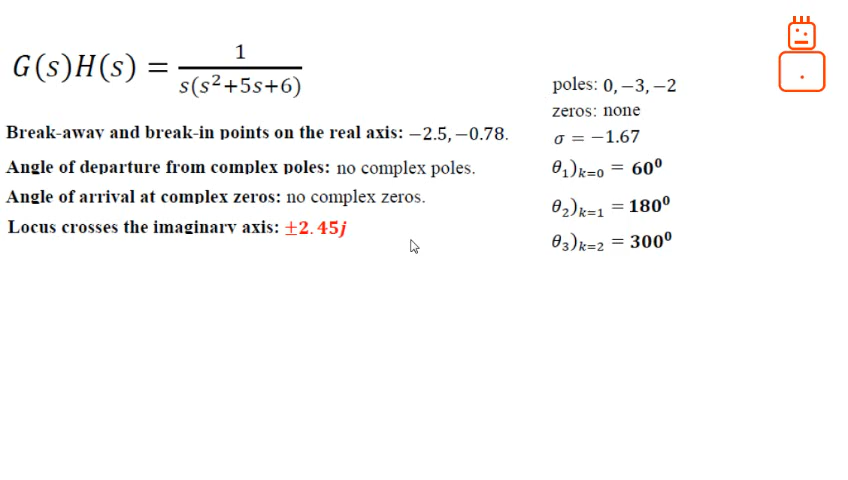 G(s)H(s) = 1 / s(s²+5s+6)
Break-away and break-in points on the real axis: −2.5, −0.78.
Angle of departure from complex poles: no complex poles.
Angle of arrival at complex zeros: no complex zeros.
Locus crosses the imaginary axis: ±2.45j
poles: 0, −3, −2
zeros: none
σ = −1.67
θ₁)ₖ₌₀ = 60⁰
θ₂)ₖ₌₁ = 180⁰
θ₃)ₖ₌₂ = 300⁰